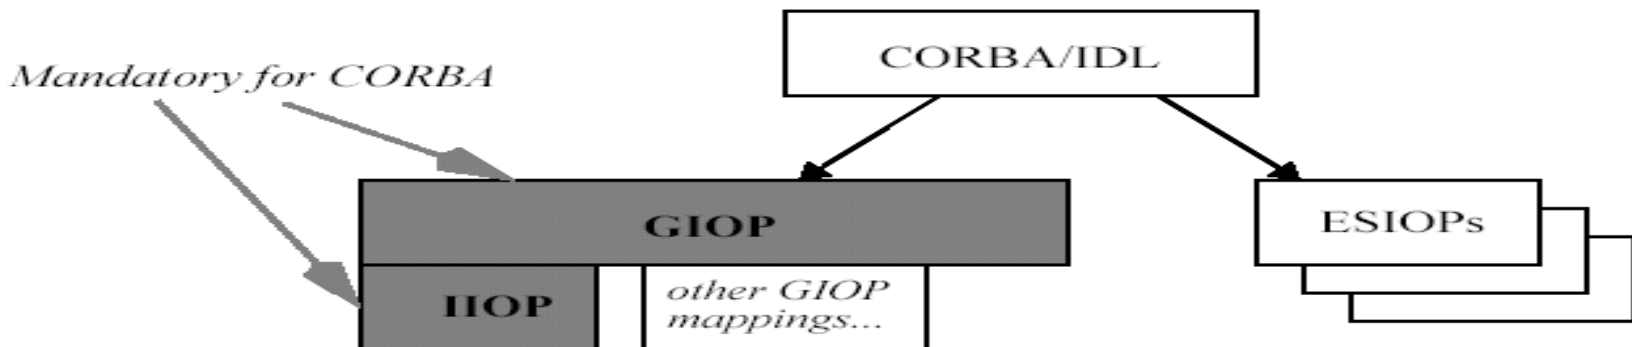 CORBA/IDL
Mandatory for CORBA
GIOP
ESIOPs
IIOP
other GIOP
mappings...